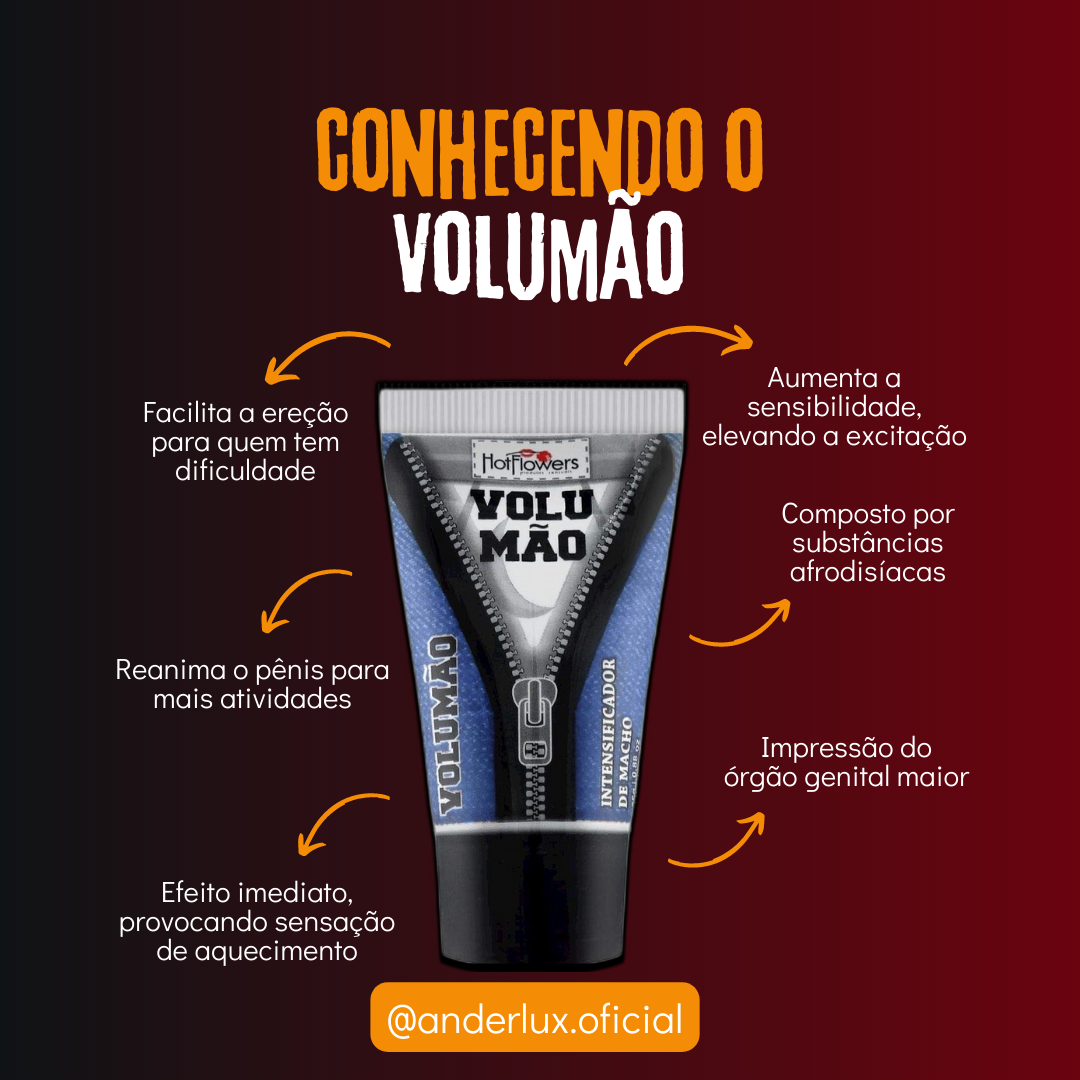 CONHECENDO O
VOLUMÃO
Facilita a ereção
para quem tem
dificuldade
Aumenta a
sensibilidade,
elevando a excitação
HotFlowers
VOLU
MÃO
Composto por
substâncias
afrodisíacas
Reanima o pênis para
mais atividades
VOLUMÃO
INTENSIFICADOR
DE MACHO
Impressão do
órgão genital maior
Efeito imediato,
provocando sensação
de aquecimento
@anderlux.oficial